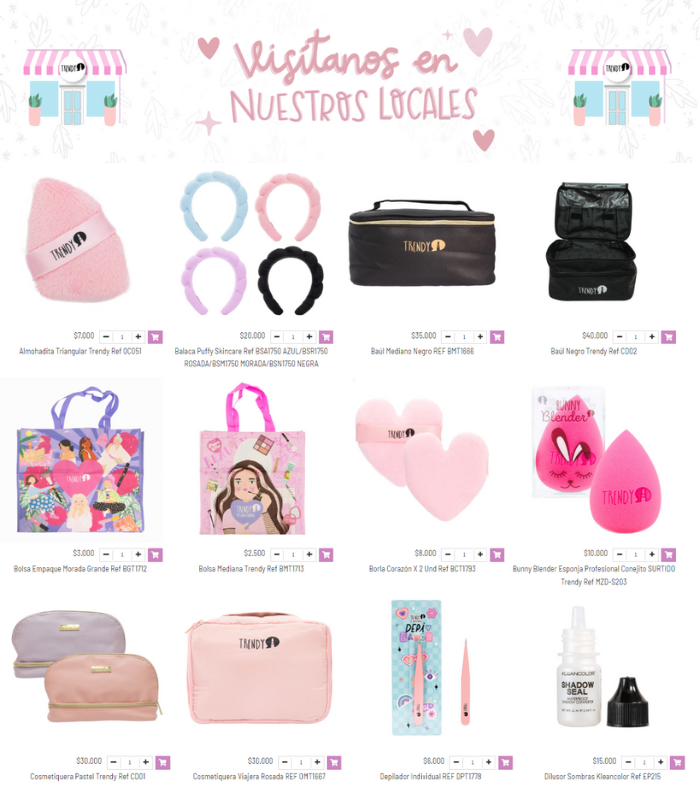 TRENDY
Visítanos en
NUESTROS LOCALES
TRENDY
TRENDY
TRENDY
TRENDY
$7.000
1
$20.000
1
$35.000
1
$40.000
1
Almohadita Triangular Trendy Ref OC051
Balaca Puffy Skincare Ref BSA1750 AZUL/BSR1750
ROSADA/BSM1750 MORADA/BSN1750 NEGRA
Baúl Mediano Negro REF BMT1666
Baúl Negro Trendy Ref CD02
TRENDY
TRENDY
BUNNY
Blender
TRENDY
TRENDY
$3.000
1
$2.500
1
$8.000
1
$10.000
1
Bolsa Empaque Morada Grande Ref BGT1712
Bolsa Mediana Trendy Ref BMT1713
Borla Corazón X 2 Und Ref BCT1793
Bunny Blender Esponja Profesional Conejito SURTIDO
Trendy Ref MZD-S203
TRENDY
TRENDY
DEPI
KLEANCOLOR
SHADOW
SEAL
$30.000
1
$30.000
1
$6.000
1
$15.000
1
Cosmetiquera Pastel Trendy Ref CD01
Cosmetiquera Viajera Rosada REF OMT1667
Depilador Individual REF DPT1778
Dilusor Sombras Kleancolor Ref EP215